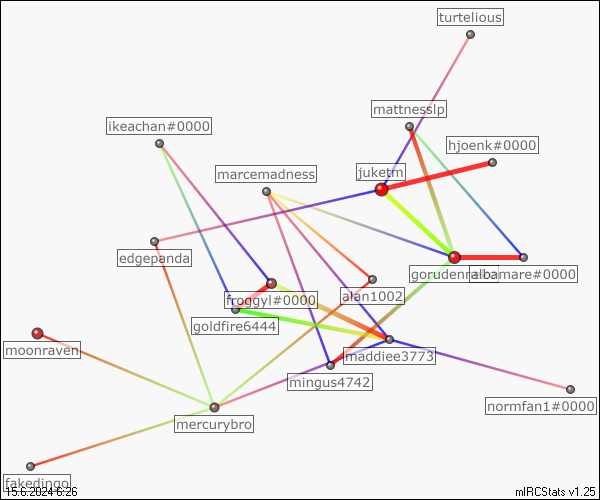 turtelious
mattnesslp
ikeachan#0000
hjoenk#0000
juketm
marcemadness
edgepanda
gorudenra
albamare#0000
froggyl#0000
alan1002
goldfire6444
moonraven
maddiee3773
mingus4742
normfan1#0000
mercurybro
fakedingo
15.6.2024 6:26
mIRCStats v1.25